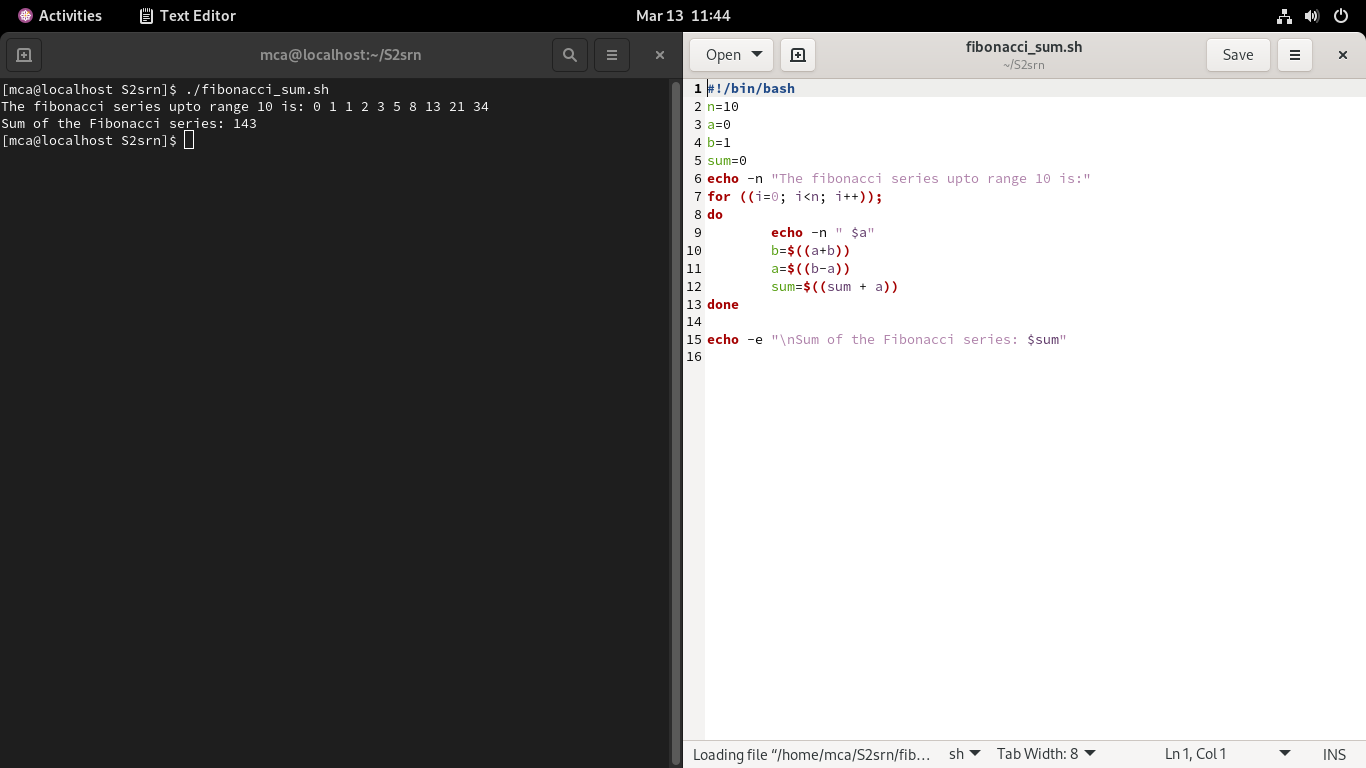 Activities Text Editor Mar 13 11:44
mca@localhost:~/S2srn
[mca@localhost S2srn]$ ./fibonacci_sum.sh
The fibonacci series upto range 10 is: 0 1 1 2 3 5 8 13 21 34
Sum of the Fibonacci series: 143
[mca@localhost S2srn]$
Open fibonacci_sum.sh Save
~/S2srn
1 #!/bin/bash
2 n=10
3 a=0
4 b=1
5 sum=0
6 echo -n "The fibonacci series upto range 10 is:"
7 for ((i=0; i<n; i++));
8 do
9 echo -n " $a"
10 b=$((a+b))
11 a=$((b-a))
12 sum=$((sum + a))
13 done
14
15 echo -e "\nSum of the Fibonacci series: $sum"
16
Loading file “/home/mca/S2srn/fib… sh Tab Width: 8 Ln 1, Col 1 INS